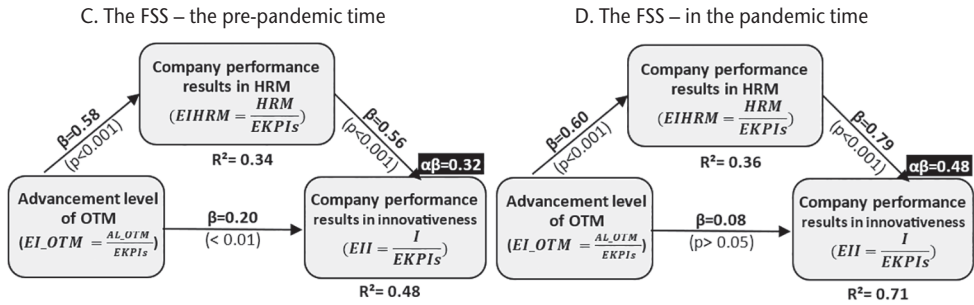 C. The FSS – the pre-pandemic time
Company performance
results in HRM
(EIHRM = HRM / EKPIs)
R²= 0.34
β=0.58
(p<0.001)
β=0.56
(p<0.001)
αβ=0.32
Advancement level
of OTM
(EI_OTM = AL_OTM / EKPIs)
β=0.20
(< 0.01)
Company performance
results in innovativeness
(EII = I / EKPIs)
R²= 0.48
D. The FSS – in the pandemic time
Company performance
results in HRM
(EIHRM = HRM / EKPIs)
R²= 0.36
β=0.60
(p<0.001)
β=0.79
(p<0.001)
αβ=0.48
Advancement level
of OTM
(EI_OTM = AL_OTM / EKPIs)
β=0.08
(p> 0.05)
Company performance
results in innovativeness
(EII = I / EKPIs)
R²= 0.71